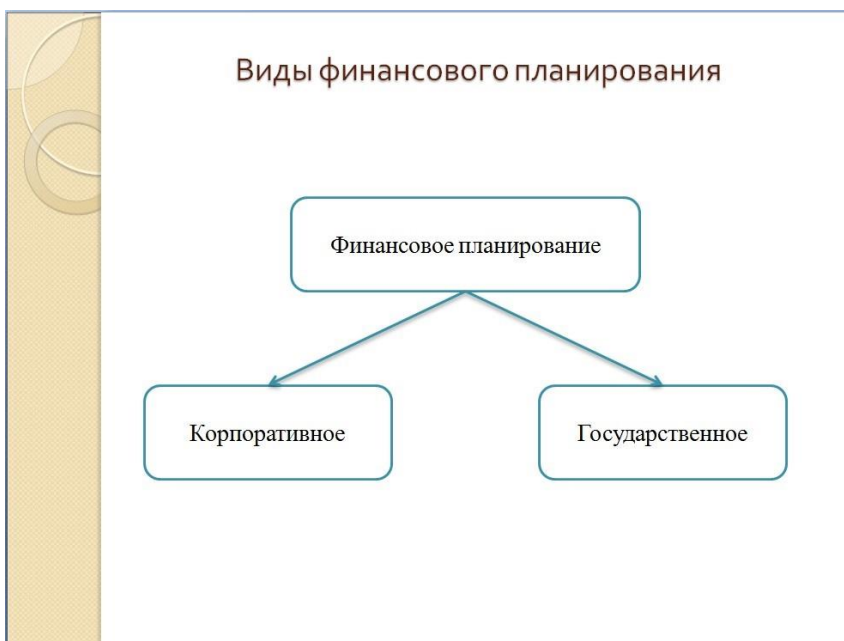 Виды финансового планирования
Финансовое планирование
Корпоративное
Государственное